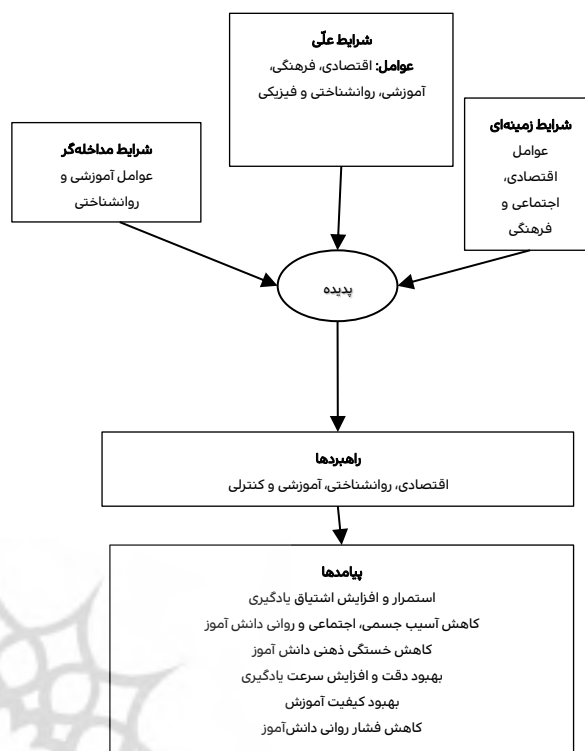 شرایط علّی
عوامل: اقتصادی، فرهنگی،
آموزشی، روانشناختی و فیزیکی
شرایط زمینه‌ای
عوامل
اقتصادی،
اجتماعی و
فرهنگی
شرایط مداخله‌گر
عوامل آموزشی و
روانشناختی
پدیده
راهبردها
اقتصادی، روانشناختی، آموزشی و کنترلی
پیامدها
استمرار و افزایش اشتیاق یادگیری
کاهش آسیب جسمی، اجتماعی و روانی دانش آموز
کاهش خستگی ذهنی دانش آموز
بهبود دقت و افزایش سرعت یادگیری
بهبود کیفیت آموزش
کاهش فشار روانی دانش‌آموز